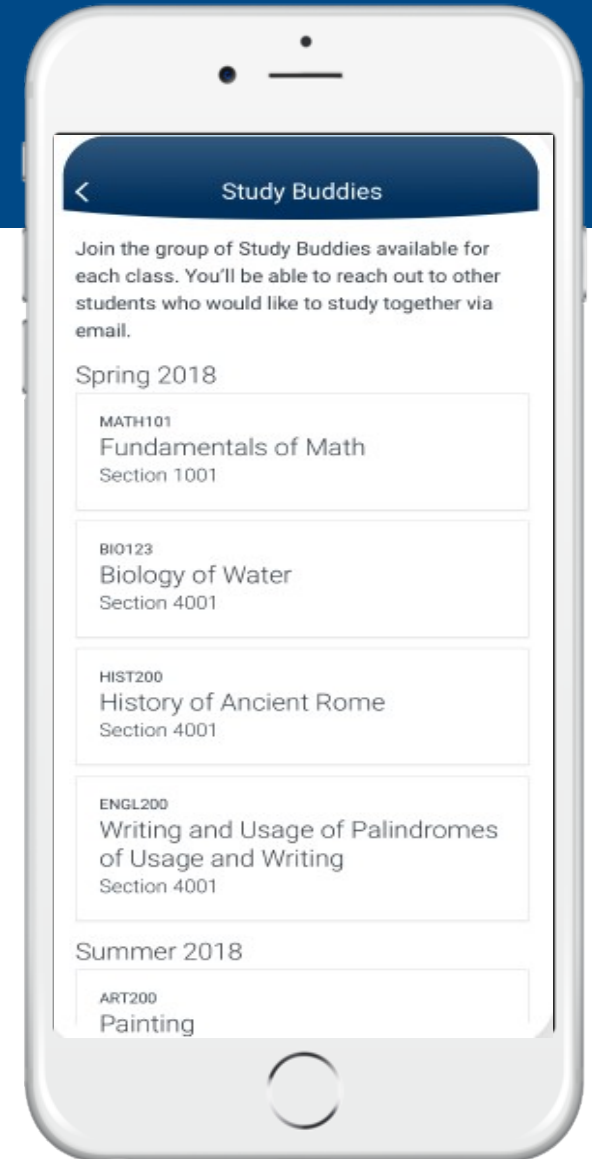 Study Buddies
Join the group of Study Buddies available for
each class. You'll be able to reach out to other
students who would like to study together via
email.
Spring 2018
MATH101
Fundamentals of Math
Section 1001
BIO123
Biology of Water
Section 4001
HIST200
History of Ancient Rome
Section 4001
ENGL200
Writing and Usage of Palindromes
of Usage and Writing
Section 4001
Summer 2018
ART200
Painting